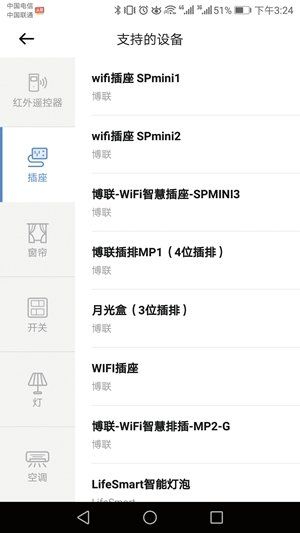 中国电信 HD
中国联通
51% 下午3:24
支持的设备
红外遥控器
插座
窗帘
开关
灯
空调
wifi插座 SPmini1
博联
wifi插座 SPmini2
博联
博联-WiFi智慧插座-SPMINI3
博联
博联插排MP1（4位插排）
博联
月光盒（3位插排）
博联
WIFI插座
博联
博联-WiFi智慧排插-MP2-G
博联
LifeSmart智能灯泡
LifeSmart